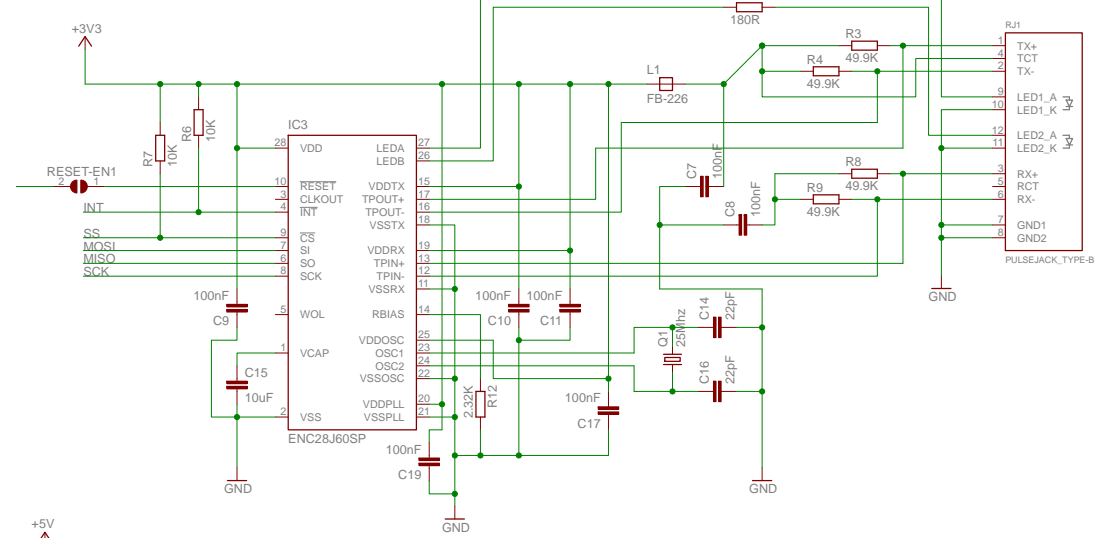 180R
RJ1
+3V3
R3
49.9K
R4
49.9K
L1
FB-226
1 TX+
4 TCT
2 TX-
9 LED1_A
10 LED1_K
12 LED2_A
11 LED2_K
3 RX+
5 RCT
6 RX-
7 GND1
8 GND2
PULSEJACK_TYPE-B
R6
10K
R7
10K
IC3
28 VDD
LEDA 27
LEDB 26
RESET-EN1
2 1
10 RESET
3 CLKOUT
4 INT
INT
VDDTX 15
TPOUT+ 17
TPOUT- 16
VSSTX 18
C7
100nF
C8
100nF
R8
49.9K
R9
49.9K
SS
MOSI
MISO
SCK
9 CS
7 SI
6 SO
8 SCK
VDDRX 19
TPIN+ 13
TPIN- 12
VSSRX 11
100nF
C9
5 WOL
RBIAS 14
100nF
C10
100nF
C11
GND
VDDOSC 25
OSC1 23
OSC2 24
VSSOSC 22
1 VCAP
C15
10uF
Q1
25Mhz
C14
22pF
C16
22pF
VDDPLL 20
VSSPLL 21
2 VSS
2.32K
R12
100nF
C17
ENC28J60SP
100nF
C19
GND
GND
GND
+5V